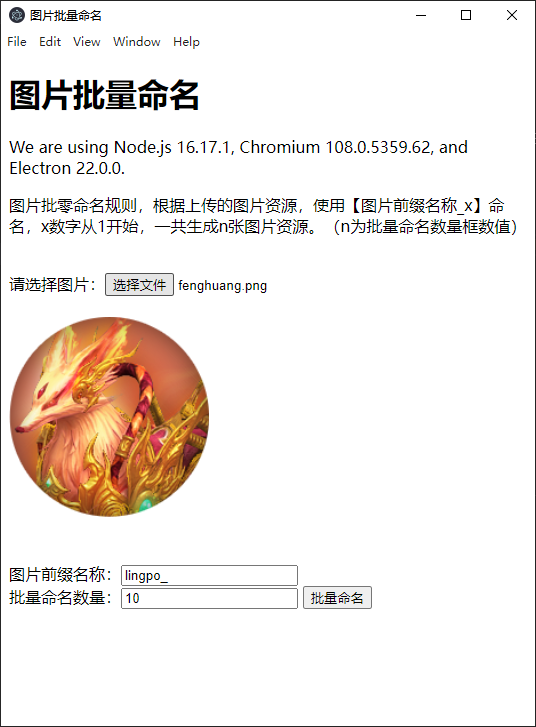 图片批量命名
File Edit View Window Help
图片批量命名
We are using Node.js 16.17.1, Chromium 108.0.5359.62, and
Electron 22.0.0.
图片批零命名规则，根据上传的图片资源，使用【图片前缀名称_x】命
名，x数字从1开始，一共生成n张图片资源。（n为批量命名数量框数值）
请选择图片：选择文件 fenghuang.png
图片前缀名称：lingpo_
批量命名数量：10 批量命名